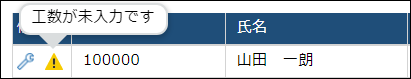 工数が未入力です
氏名
100000 山田　一朗